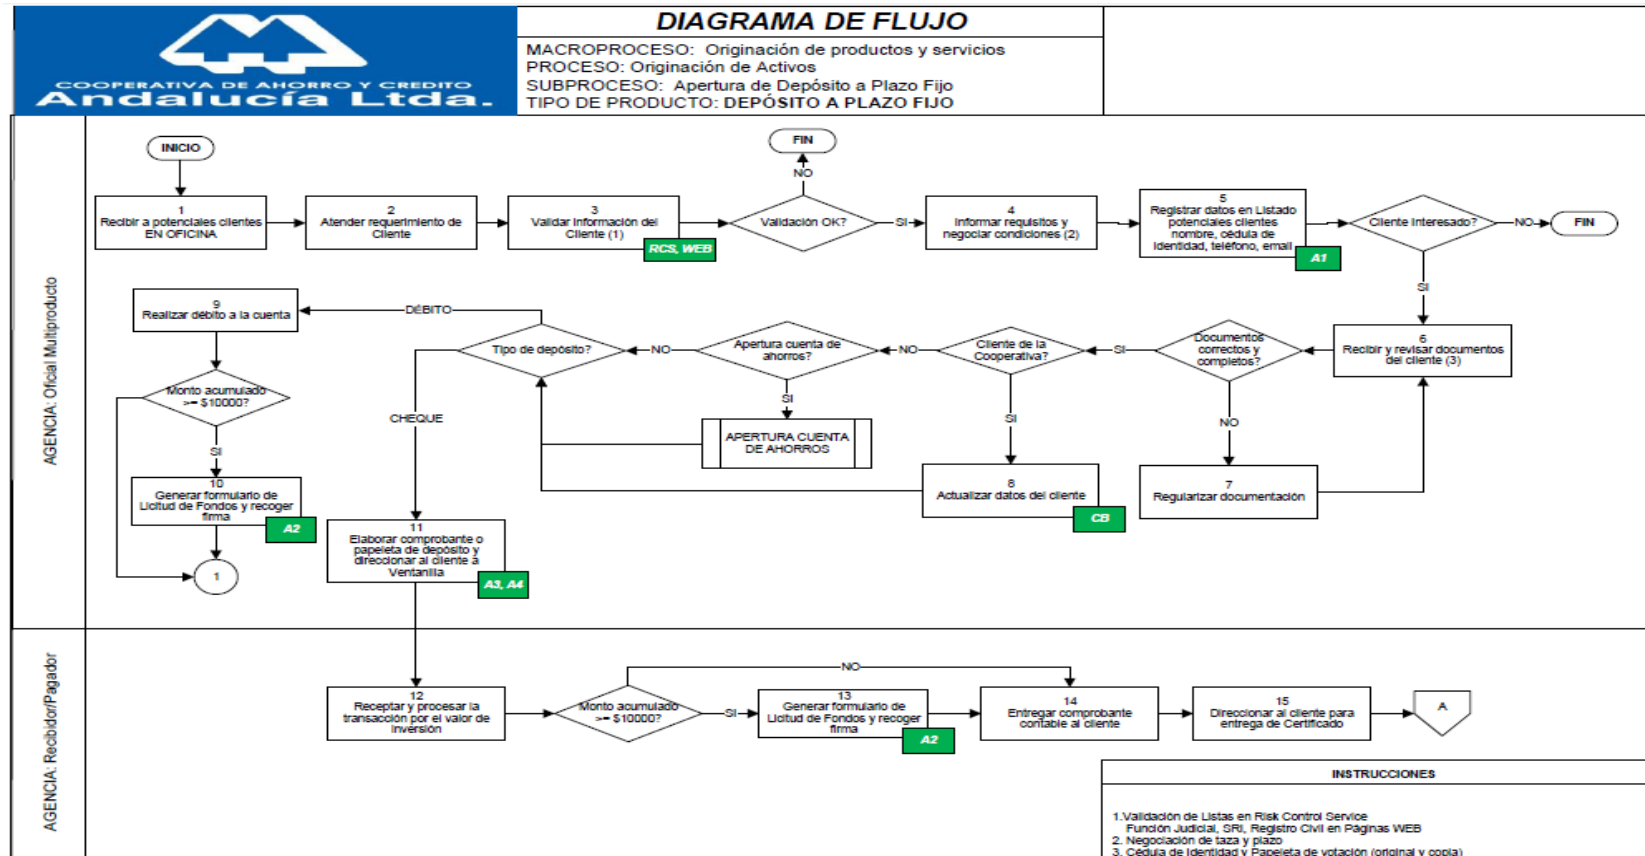 COOPERATIVA DE AHORRO Y CREDITO
Andalucía Ltda.
DIAGRAMA DE FLUJO
MACROPROCESO: Originación de productos y servicios
PROCESO: Originación de Activos
SUBPROCESO: Apertura de Depósito a Plazo Fijo
TIPO DE PRODUCTO: DEPÓSITO A PLAZO FIJO
AGENCIA: Oficial Multiproducto
INICIO
1
Recibir a potenciales clientes
EN OFICINA
2
Atender requerimiento de
Cliente
3
Validar información del
Cliente (1)
RCS, WEB
Validación OK?
NO
FIN
SI
4
Informar requisitos y
negociar condiciones (2)
5
Registrar datos en Listado
potenciales clientes
nombre, cédula de
identidad, teléfono, email
A1
Cliente interesado?
NO
FIN
SI
6
Recibir y revisar documentos
del cliente (3)
Documentos
correctos y
completos?
NO
7
Regularizar documentación
SI
Cliente de la
Cooperativa?
SI
8
Actualizar datos del cliente
CB
NO
Apertura cuenta de
ahorros?
SI
APERTURA CUENTA
DE AHORROS
NO
Tipo de depósito?
DÉBITO
9
Realizar débito a la cuenta
Monto acumulado
>= $10000?
SI
10
Generar formulario de
Licitud de Fondos y recoger
firma
A2
1
CHEQUE
11
Elaborar comprobante o
papeleta de depósito y
direccionar al cliente a
Ventanilla
A3, A4
AGENCIA: Recibidor/Pagador
12
Receptar y procesar la
transacción por el valor de
inversión
Monto acumulado
>= $10000?
NO
SI
13
Generar formulario de
Licitud de Fondos y recoger
firma
A2
14
Entregar comprobante
contable al cliente
15
Direccionar al cliente para
entrega de Certificado
A
INSTRUCCIONES
1.Validación de Listas en Risk Control Service
Función Judicial, SRI, Registro Civil en Páginas WEB
2. Negociación de taza y plazo
3. Cédula de Identidad y Papeleta de votación (original y copia)